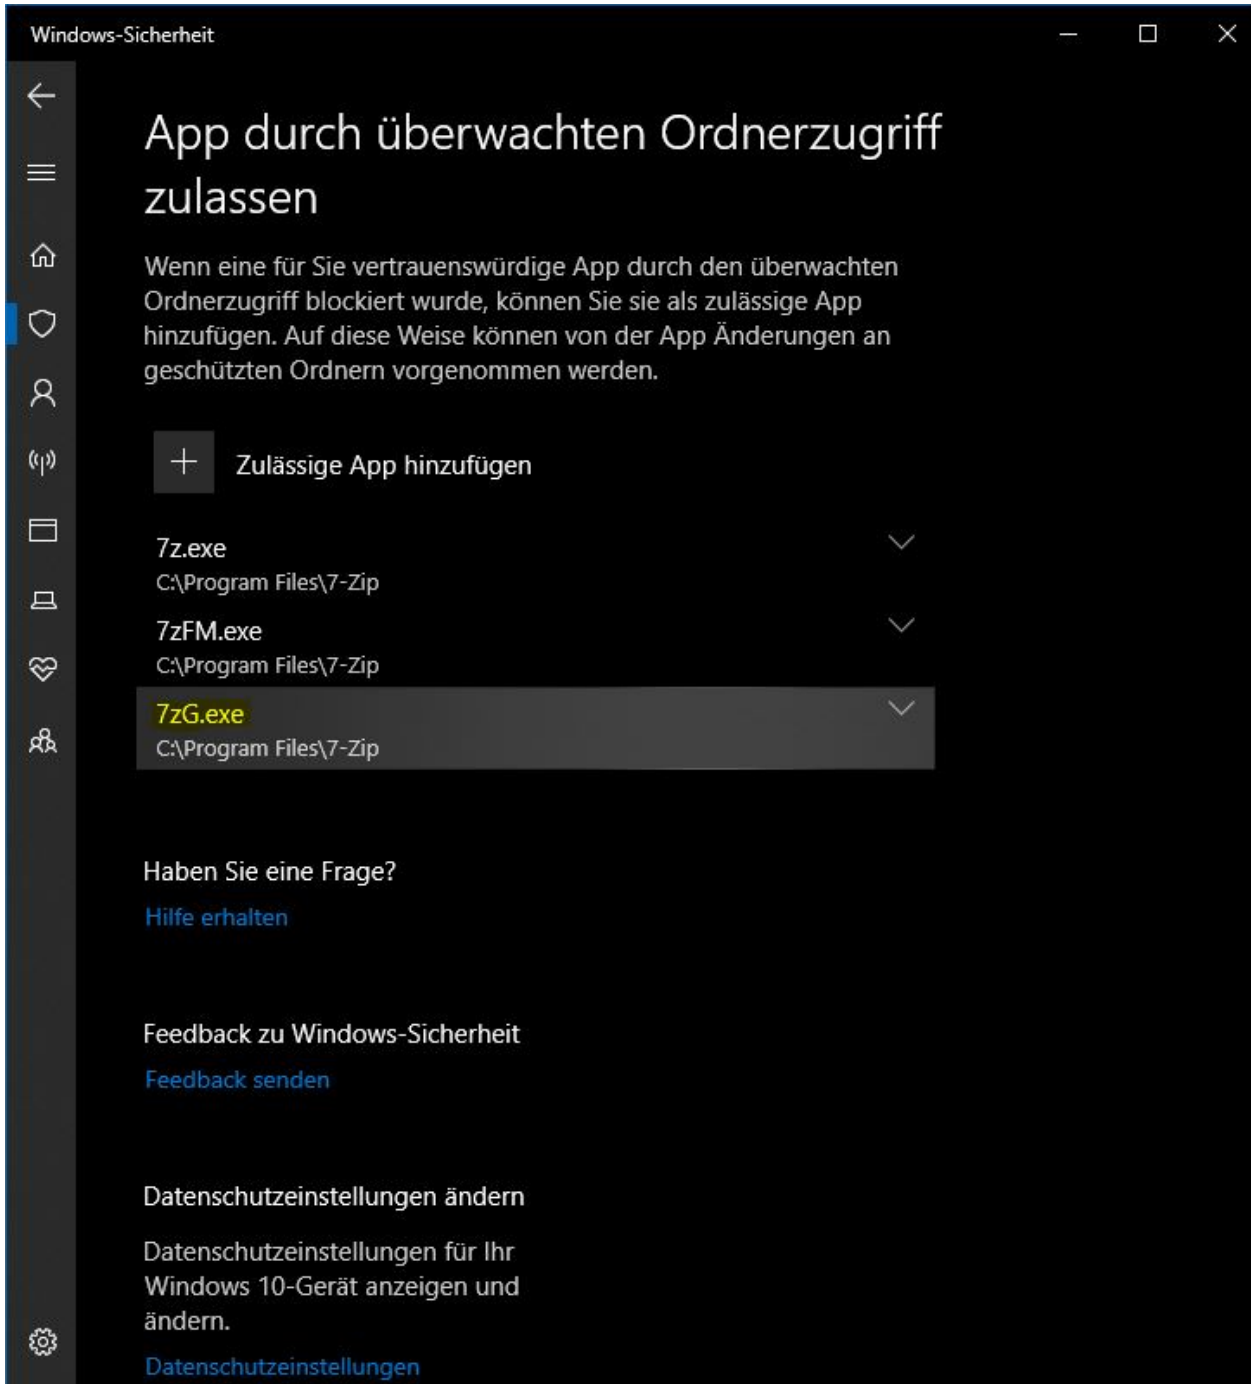 Windows-Sicherheit
App durch überwachten Ordnerzugriff
zulassen
Wenn eine für Sie vertrauenswürdige App durch den überwachten
Ordnerzugriff blockiert wurde, können Sie sie als zulässige App
hinzufügen. Auf diese Weise können von der App Änderungen an
geschützten Ordnern vorgenommen werden.
Zulässige App hinzufügen
7z.exe
C:\Program Files\7-Zip
7zFM.exe
C:\Program Files\7-Zip
7zG.exe
C:\Program Files\7-Zip
Haben Sie eine Frage?
Hilfe erhalten
Feedback zu Windows-Sicherheit
Feedback senden
Datenschutzeinstellungen ändern
Datenschutzeinstellungen für Ihr
Windows 10-Gerät anzeigen und
ändern.
Datenschutzeinstellungen